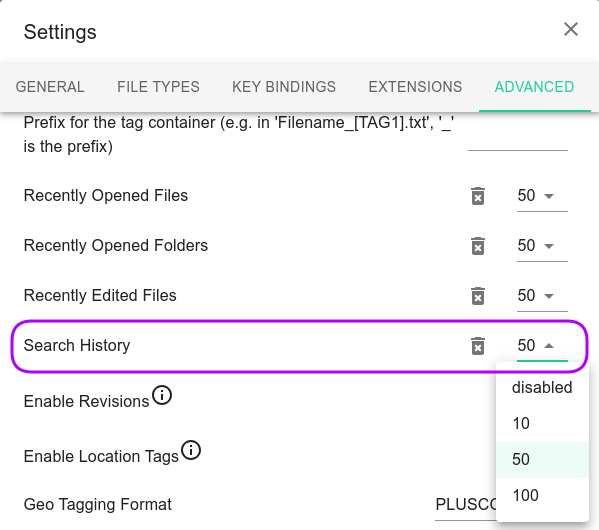 Settings
GENERAL FILE TYPES KEY BINDINGS EXTENSIONS ADVANCED
Prefix for the tag container (e.g. in 'Filename_[TAG1].txt', '_'
is the prefix)
Recently Opened Files 50
Recently Opened Folders 50
Recently Edited Files 50
Search History 50
disabled
Enable Revisions
10
50
Enable Location Tags
100
Geo Tagging Format